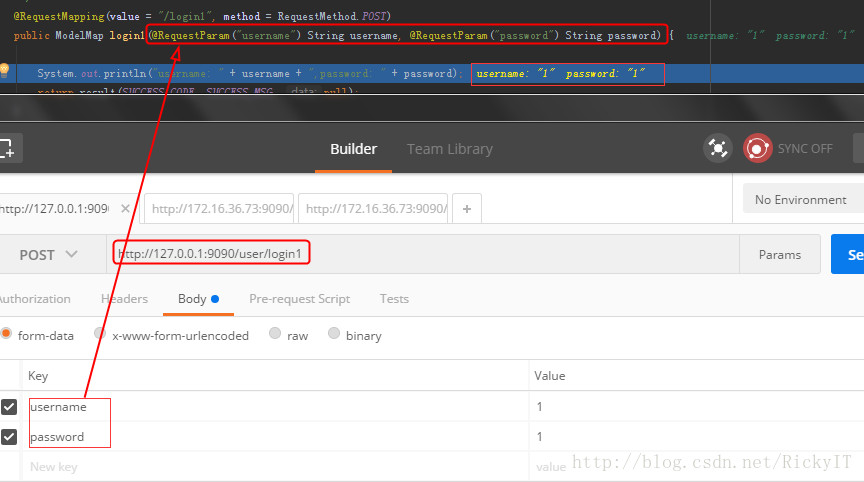 @RequestMapping(value = "/login1", method = RequestMethod.POST)
public ModelMap login1(@RequestParam("username") String username, @RequestParam("password") String password) { username: "1" password: "1"
System.out.println("username: " + username + ",password: " + password); username: "1" password: "1"
return result(SUCCESS_CODE, SUCCESS_MSG, data: null);
Builder Team Library SYNC OFF
http://127.0.0.1:9090 × http://172.16.36.73:9090/ http://172.16.36.73:9090/ + No Environment
POST http://127.0.0.1:9090/user/login1 Params Se
Authorization Headers Body Pre-request Script Tests
form-data x-www-form-urlencoded raw binary
Key Value
username 1
password 1
New key value
http://blog.csdn.net/RickyIT